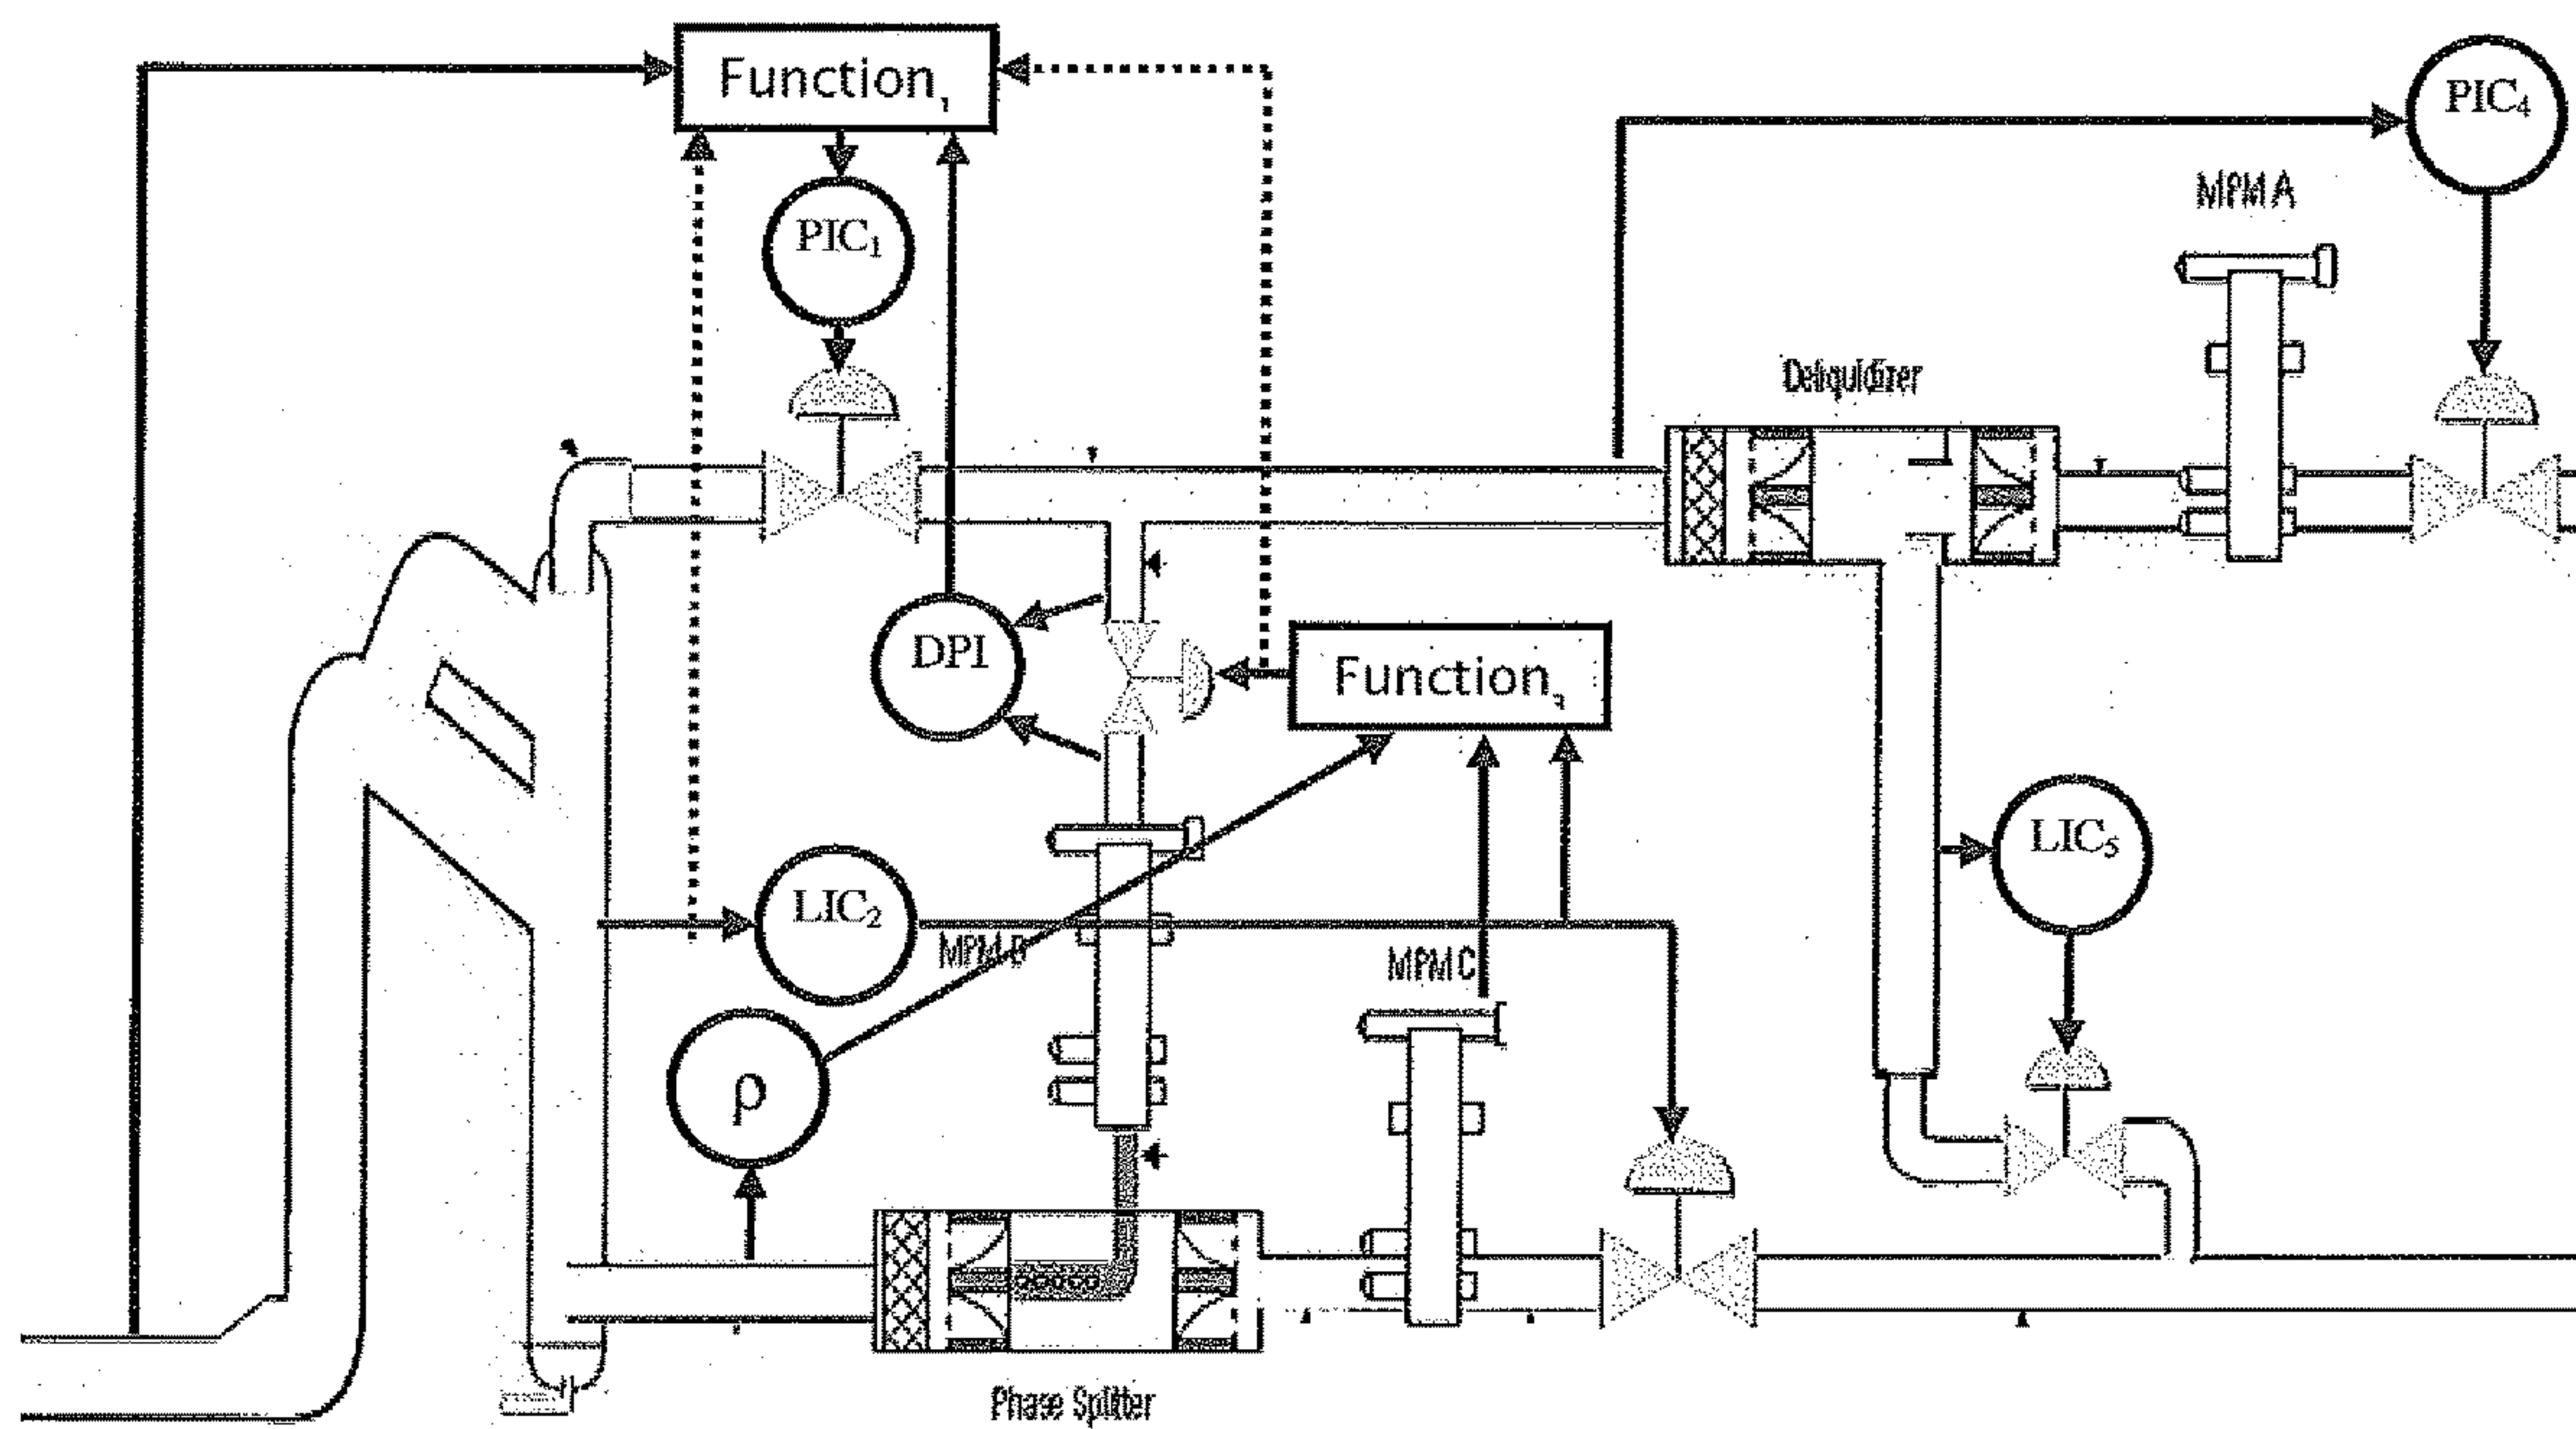 Function₁
PIC₄
MPM A
PIC₁
Deliquidizer
DPI
Function₃
LIC₅
LIC₂
MPM B
MPM C
ρ
Phase Splitter